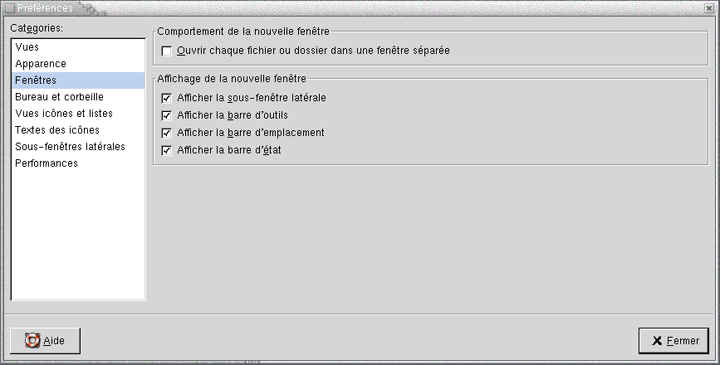 Préférences
Catégories:
Vues
Apparence
Fenêtres
Bureau et corbeille
Vues icônes et listes
Textes des icônes
Sous-fenêtres latérales
Performances
Comportement de la nouvelle fenêtre
Ouvrir chaque fichier ou dossier dans une fenêtre séparée
Affichage de la nouvelle fenêtre
Afficher la sous-fenêtre latérale
Afficher la barre d'outils
Afficher la barre d'emplacement
Afficher la barre d'état
Aide
Fermer